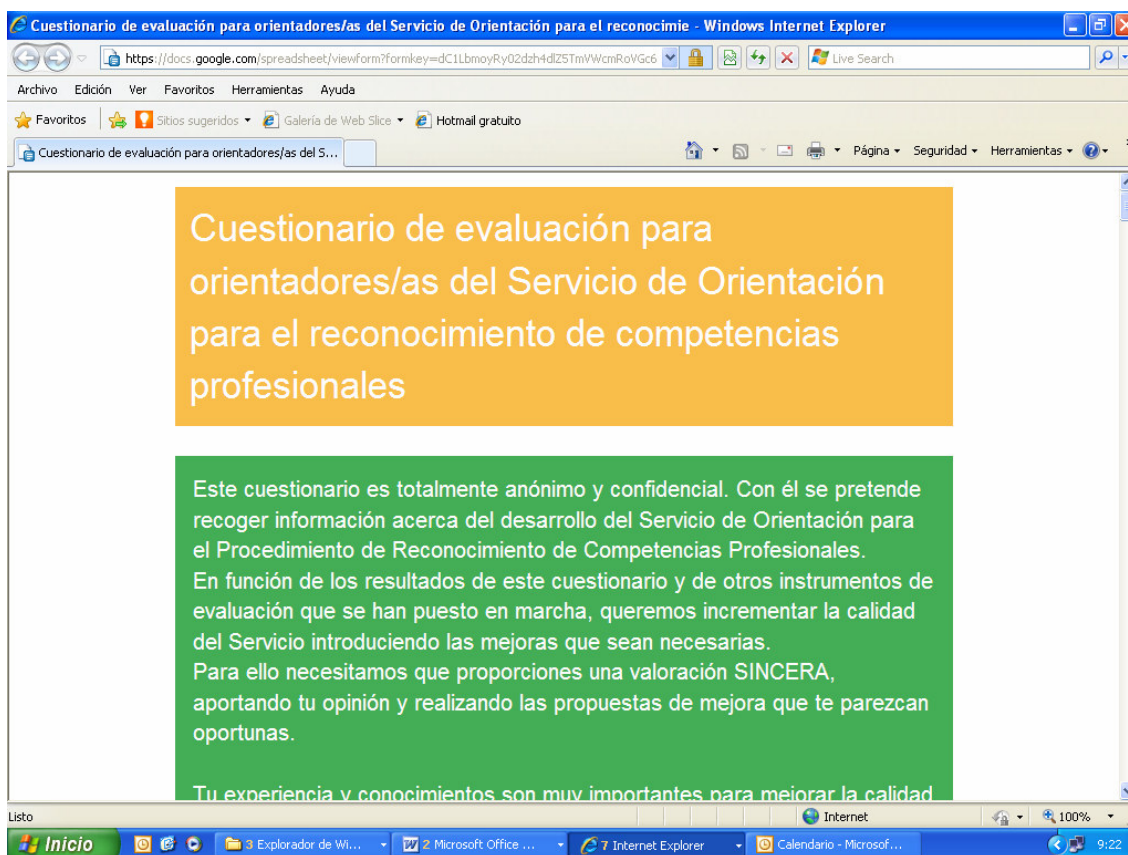 Cuestionario de evaluación para orientadores/as del Servicio de Orientación para el reconocimie - Windows Internet Explorer
https://docs.google.com/spreadsheet/viewform?formkey=dC1LbmoyRy02dzh4dlZ5TmVWcmRoVGc6
Live Search
Archivo Edición Ver Favoritos Herramientas Ayuda
Favoritos Sitios sugeridos Galería de Web Slice Hotmail gratuito
Cuestionario de evaluación para orientadores/as del S... Página Seguridad Herramientas
Cuestionario de evaluación para
orientadores/as del Servicio de Orientación
para el reconocimiento de competencias
profesionales
Este cuestionario es totalmente anónimo y confidencial. Con él se pretende
recoger información acerca del desarrollo del Servicio de Orientación para
el Procedimiento de Reconocimiento de Competencias Profesionales.
En función de los resultados de este cuestionario y de otros instrumentos de
evaluación que se han puesto en marcha, queremos incrementar la calidad
del Servicio introduciendo las mejoras que sean necesarias.
Para ello necesitamos que proporciones una valoración SINCERA,
aportando tu opinión y realizando las propuestas de mejora que te parezcan
oportunas.
Tu experiencia y conocimientos son muy importantes para mejorar la calidad
Listo Internet 100%
Inicio 3 Explorador de Wi... 2 Microsoft Office ... 7 Internet Explorer Calendario - Microsof... 9:22